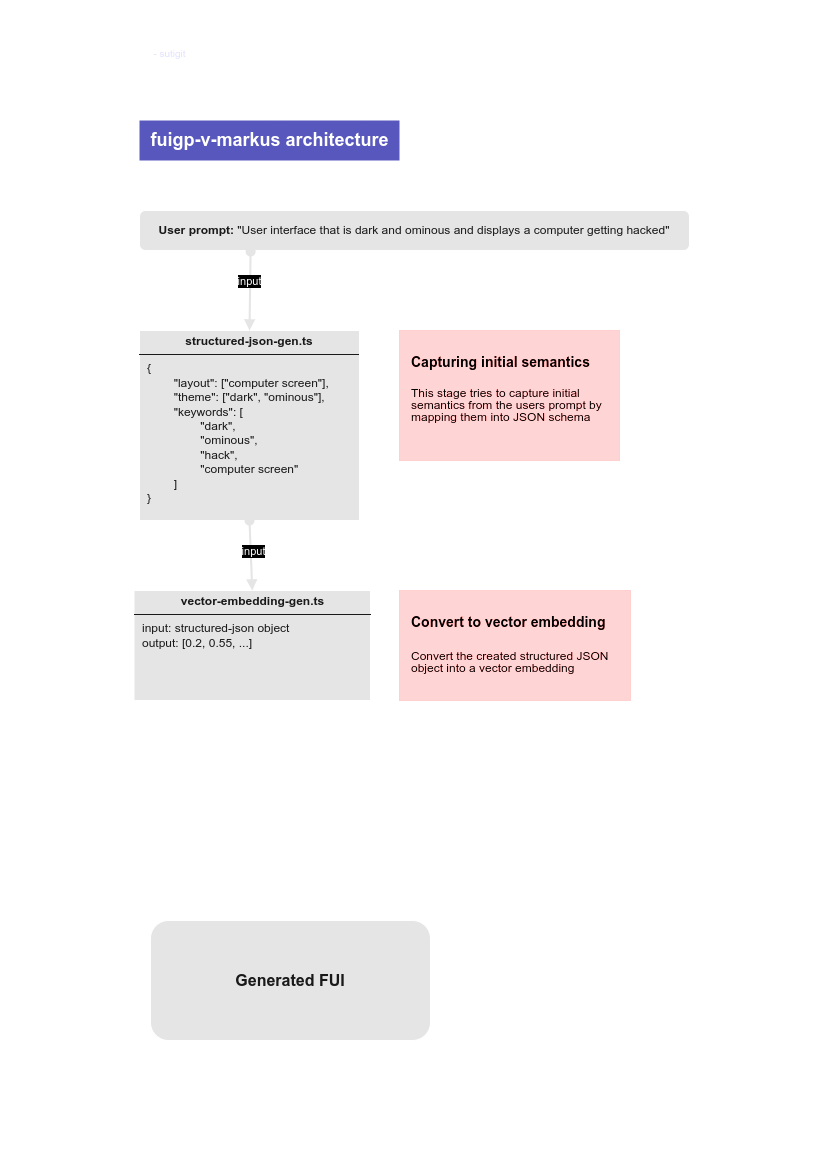 - sufigit
fuigp-v-markus architecture
User prompt: "User interface that is dark and ominous and displays a computer getting hacked"
input
structured-json-gen.ts
{
"layout": ["computer screen"],
"theme": ["dark", "ominous"],
"keywords": [
"dark",
"ominous",
"hack",
"computer screen"
]
}
Capturing initial semantics
This stage tries to capture initial
semantics from the users prompt by
mapping them into JSON schema
input
vector-embedding-gen.ts
input: structured-json object
output: [0.2, 0.55, ...]
Convert to vector embedding
Convert the created structured JSON
object into a vector embedding
Generated FUI